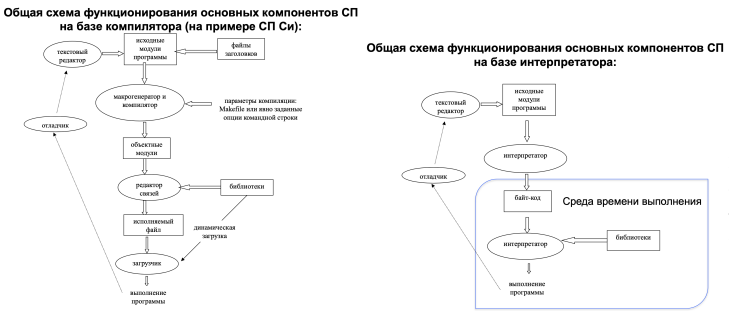 Общая схема функционирования основных компонентов СП
на базе компилятора (на примере СП Си):
текстовый
редактор
исходные
модули
программы
файлы
заголовков
макрогенератор и
компилятор
параметры компиляции:
Makefile или явно заданные
опции командной строки
отладчик
объектные
модули
редактор
связей
библиотеки
исполняемый
файл
динамическая
загрузка
загрузчик
выполнение
программы
Общая схема функционирования основных компонентов СП
на базе интерпретатора:
текстовый
редактор
исходные
модули
программы
интерпретатор
отладчик
байт-код
Среда времени выполнения
интерпретатор
библиотеки
выполнение
программы